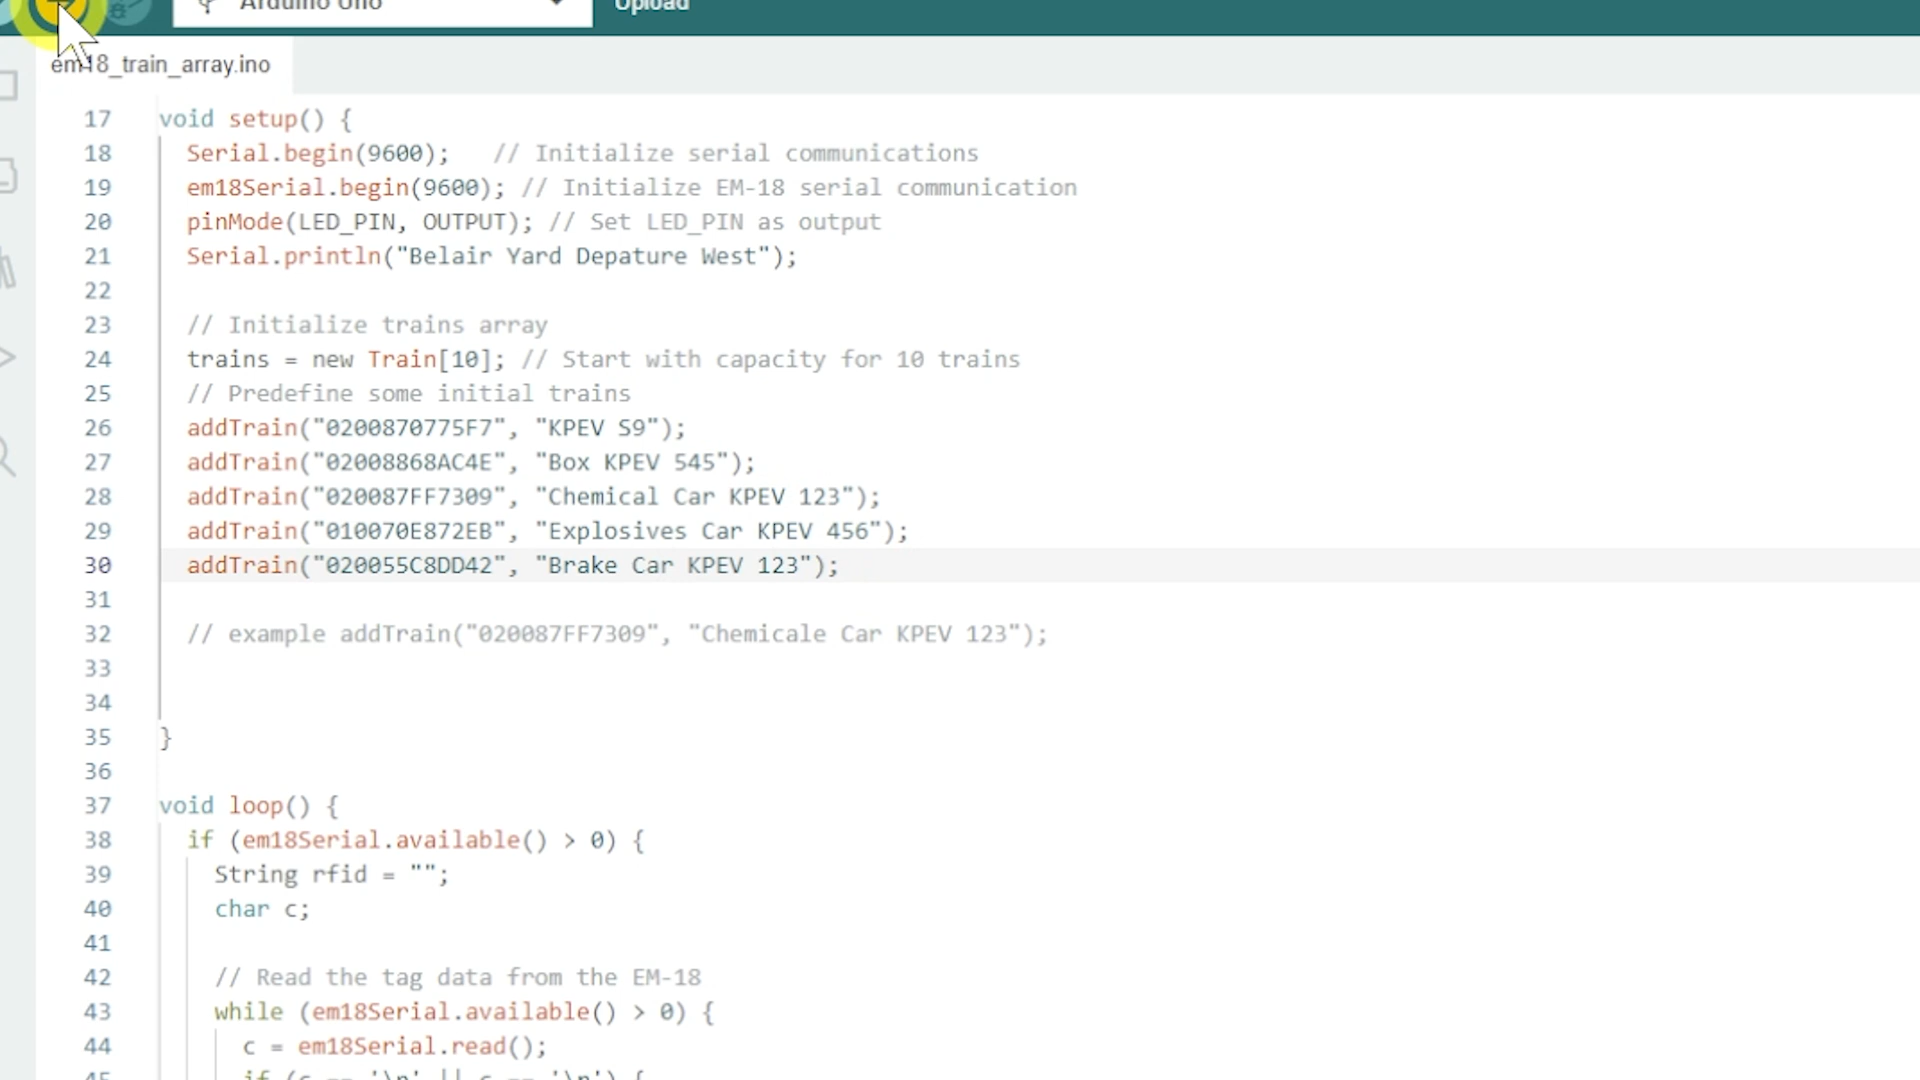 Arduino Uno
Upload
em18_train_array.ino
17 void setup() {
18 Serial.begin(9600); // Initialize serial communications
19 em18Serial.begin(9600); // Initialize EM-18 serial communication
20 pinMode(LED_PIN, OUTPUT); // Set LED_PIN as output
21 Serial.println("Belair Yard Depature West");
22
23 // Initialize trains array
24 trains = new Train[10]; // Start with capacity for 10 trains
25 // Predefine some initial trains
26 addTrain("0200870775F7", "KPEV S9");
27 addTrain("02008868AC4E", "Box KPEV 545");
28 addTrain("020087FF7309", "Chemical Car KPEV 123");
29 addTrain("010070E872EB", "Explosives Car KPEV 456");
30 addTrain("020055C8DD42", "Brake Car KPEV 123");
31
32 // example addTrain("020087FF7309", "Chemicale Car KPEV 123");
33
34
35 }
36
37 void loop() {
38 if (em18Serial.available() > 0) {
39 String rfid = "";
40 char c;
41
42 // Read the tag data from the EM-18
43 while (em18Serial.available() > 0) {
44 c = em18Serial.read();